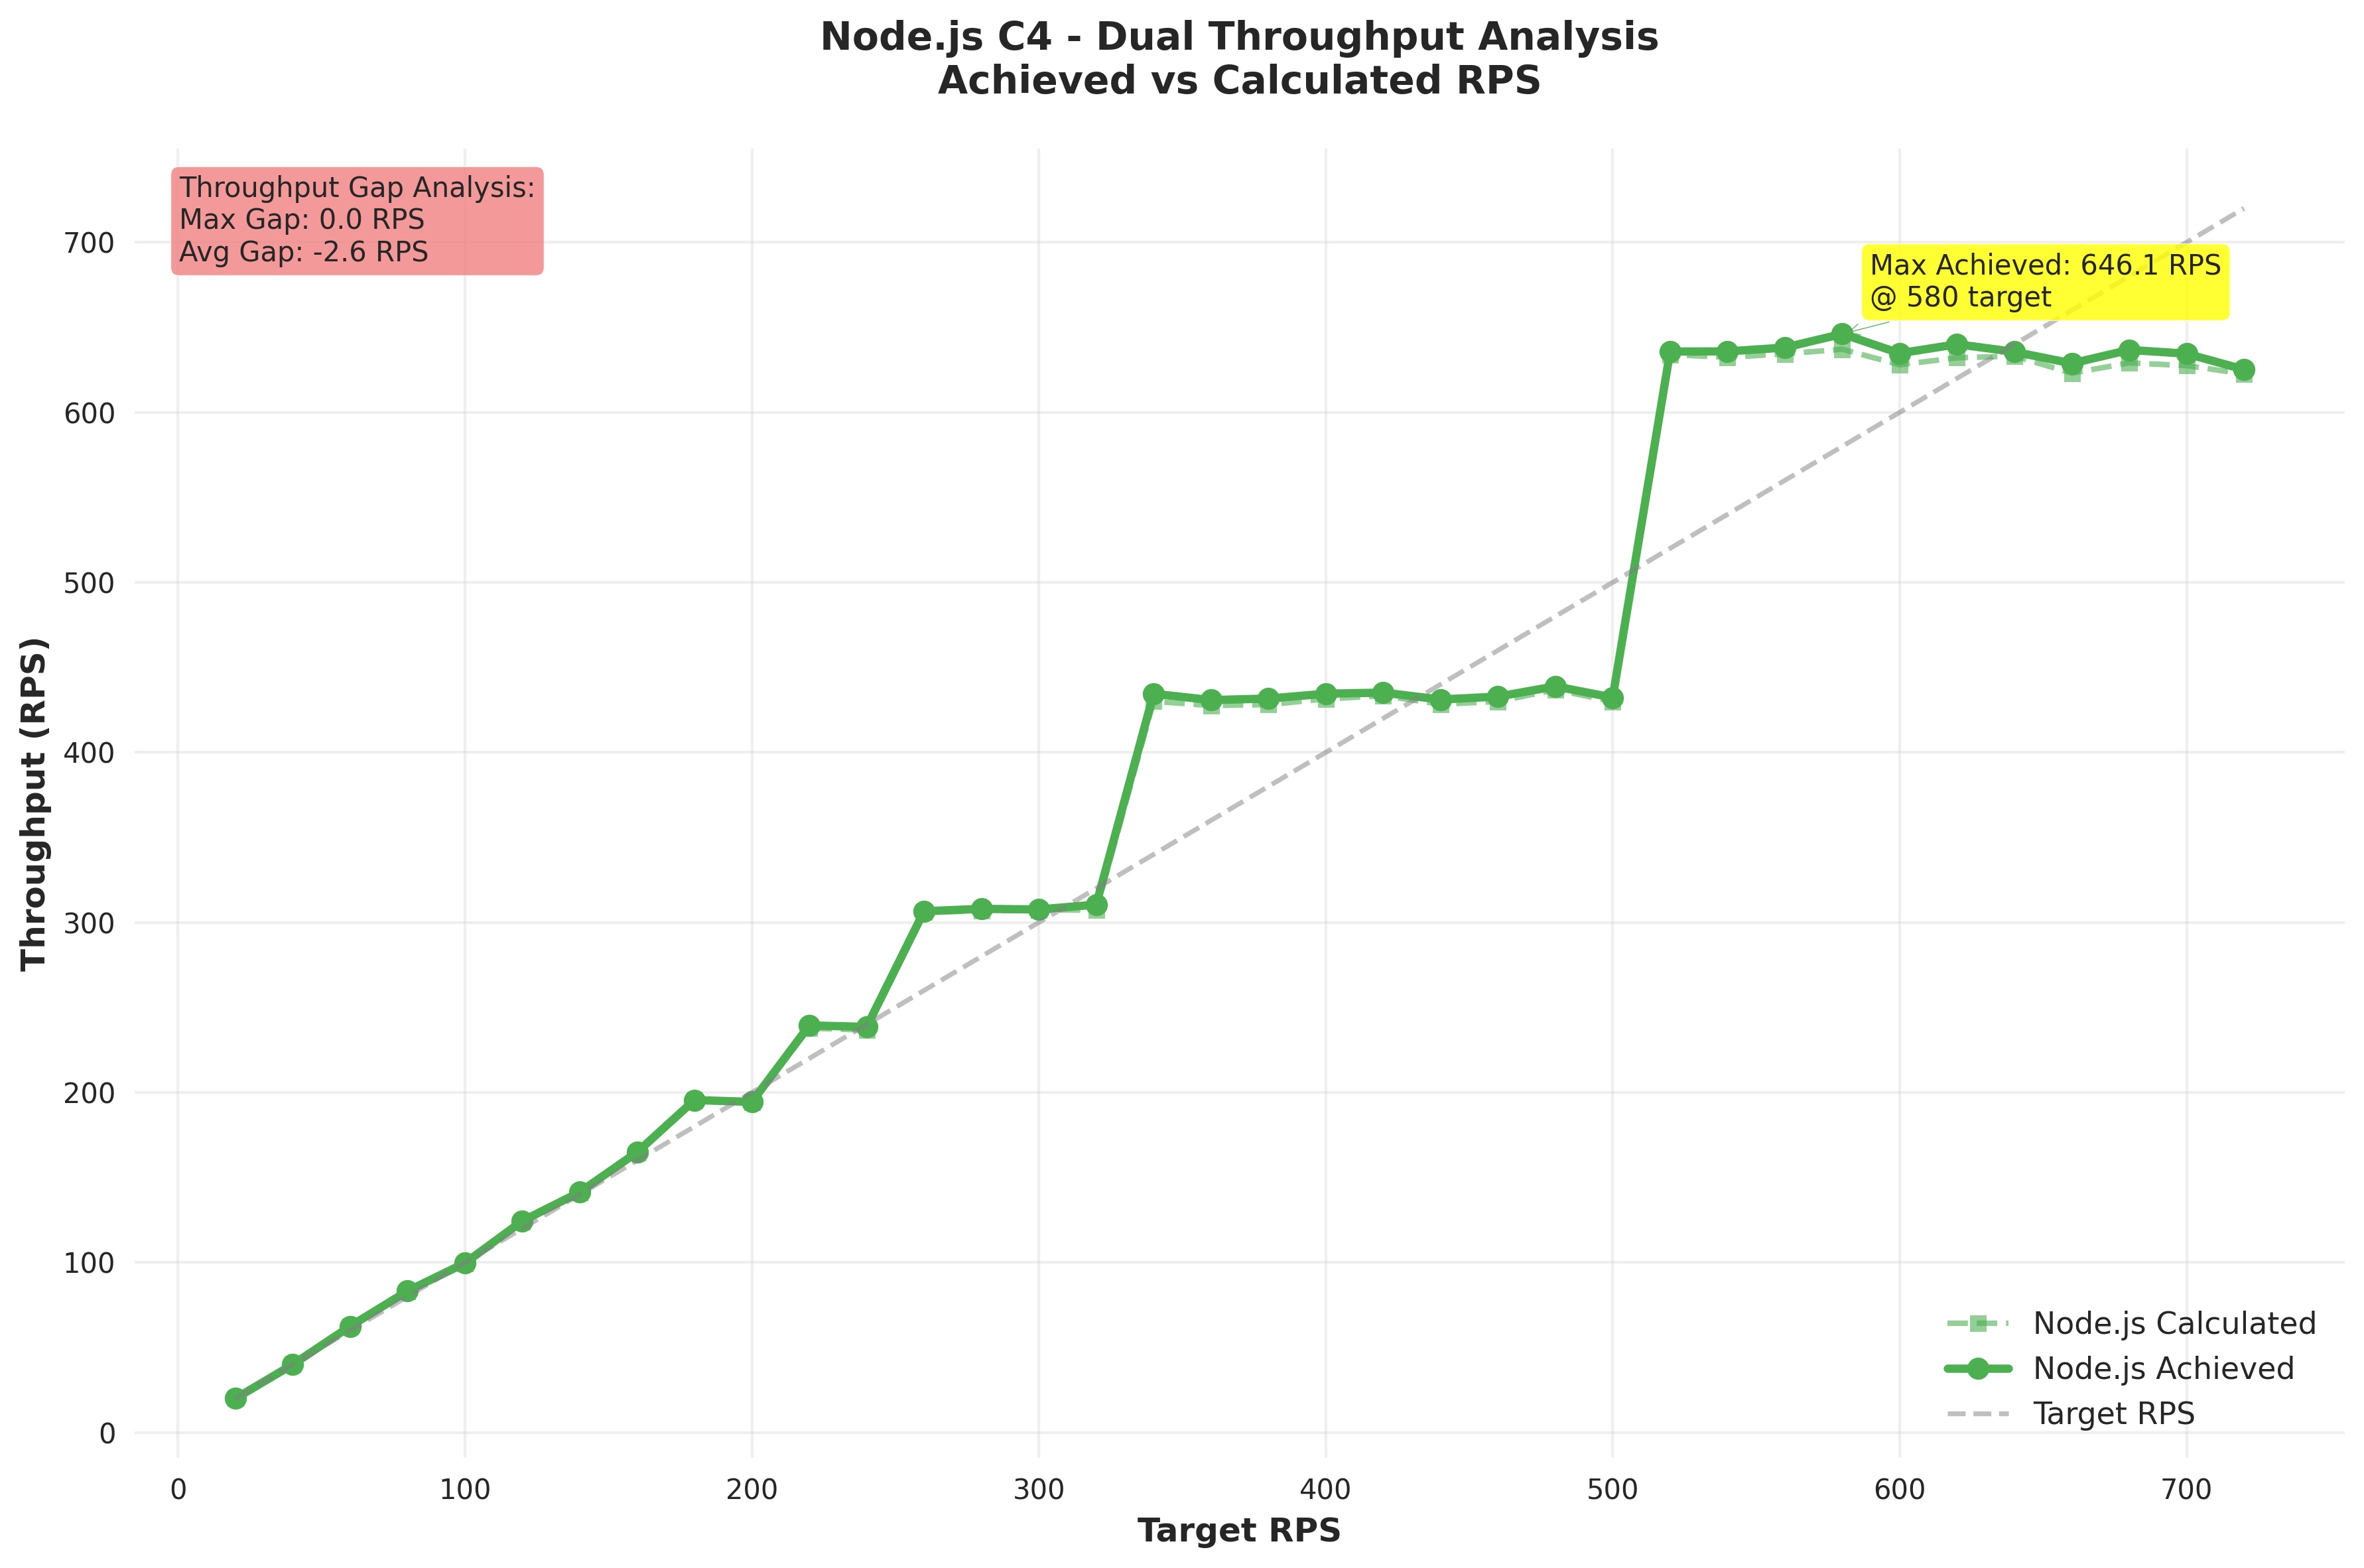 Node.js C4 - Dual Throughput Analysis
Achieved vs Calculated RPS
Throughput Gap Analysis:
Max Gap: 0.0 RPS
Avg Gap: -2.6 RPS
Max Achieved: 646.1 RPS
@ 580 target
Throughput (RPS)
700
600
500
400
300
200
100
0
Node.js Calculated
Node.js Achieved
Target RPS
0 100 200 300 400 500 600 700
Target RPS